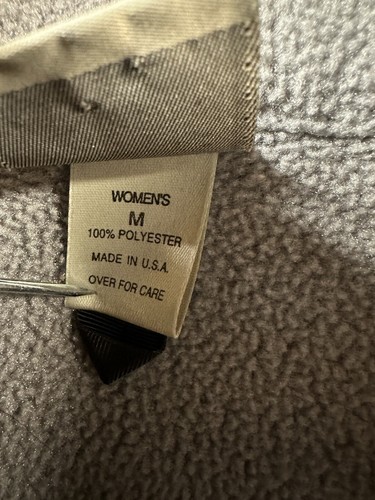 WOMEN'S
M
100% POLYESTER
MADE IN U.S.A.
OVER FOR CARE